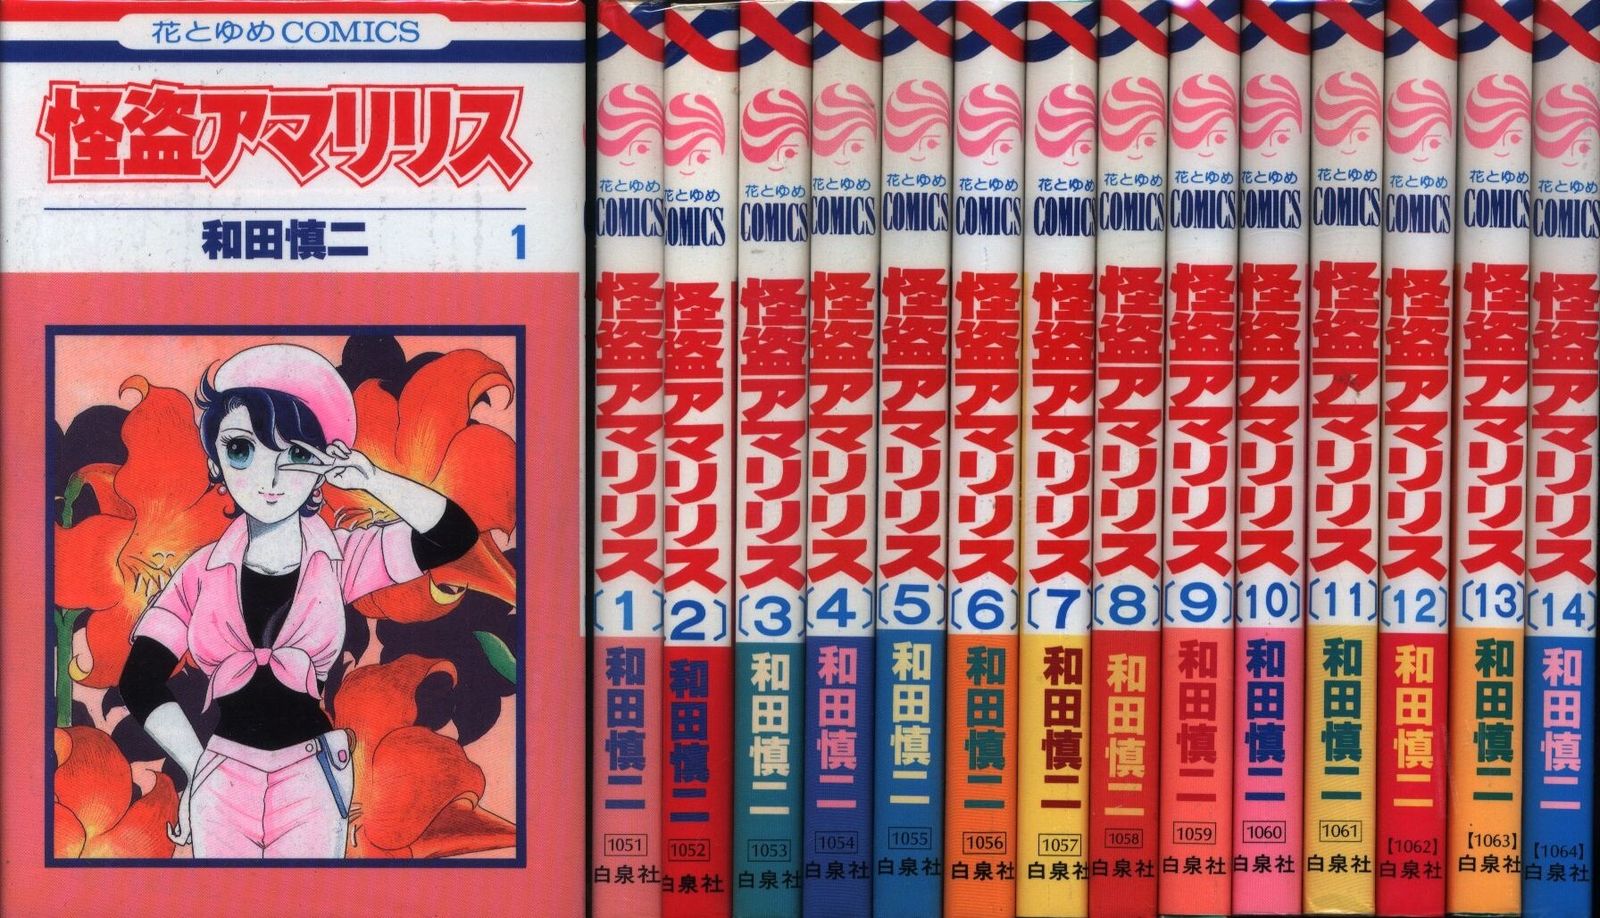 花とゆめCOMICS
怪盗アマリリス
和田慎二 1
花とゆめ
COMICS
怪盗アマリリス
(1)
和田慎二
1051
白泉社
花とゆめ
COMICS
怪盗アマリリス
(2)
和田慎二
1052
白泉社
花とゆめ
COMICS
怪盗アマリリス
(3)
和田慎二
1053
白泉社
花とゆめ
COMICS
怪盗アマリリス
(4)
和田慎二
1054
白泉社
花とゆめ
COMICS
怪盗アマリリス
(5)
和田慎二
1055
白泉社
花とゆめ
COMICS
怪盗アマリリス
(6)
和田慎二
1056
白泉社
花とゆめ
COMICS
怪盗アマリリス
(7)
和田慎二
1057
白泉社
花とゆめ
COMICS
怪盗アマリリス
(8)
和田慎二
1058
白泉社
花とゆめ
COMICS
怪盗アマリリス
(9)
和田慎二
1059
白泉社
花とゆめ
COMICS
怪盗アマリリス
(10)
和田慎二
1060
白泉社
花とゆめ
COMICS
怪盗アマリリス
(11)
和田慎二
1061
白泉社
花とゆめ
COMICS
怪盗アマリリス
(12)
和田慎二
【1062】
白泉社
花とゆめ
COMICS
怪盗アマリリス
(13)
和田慎二
【1063】
白泉社
花とゆめ
COMICS
怪盗アマリリス
(14)
和田慎二
【1064】
白泉社